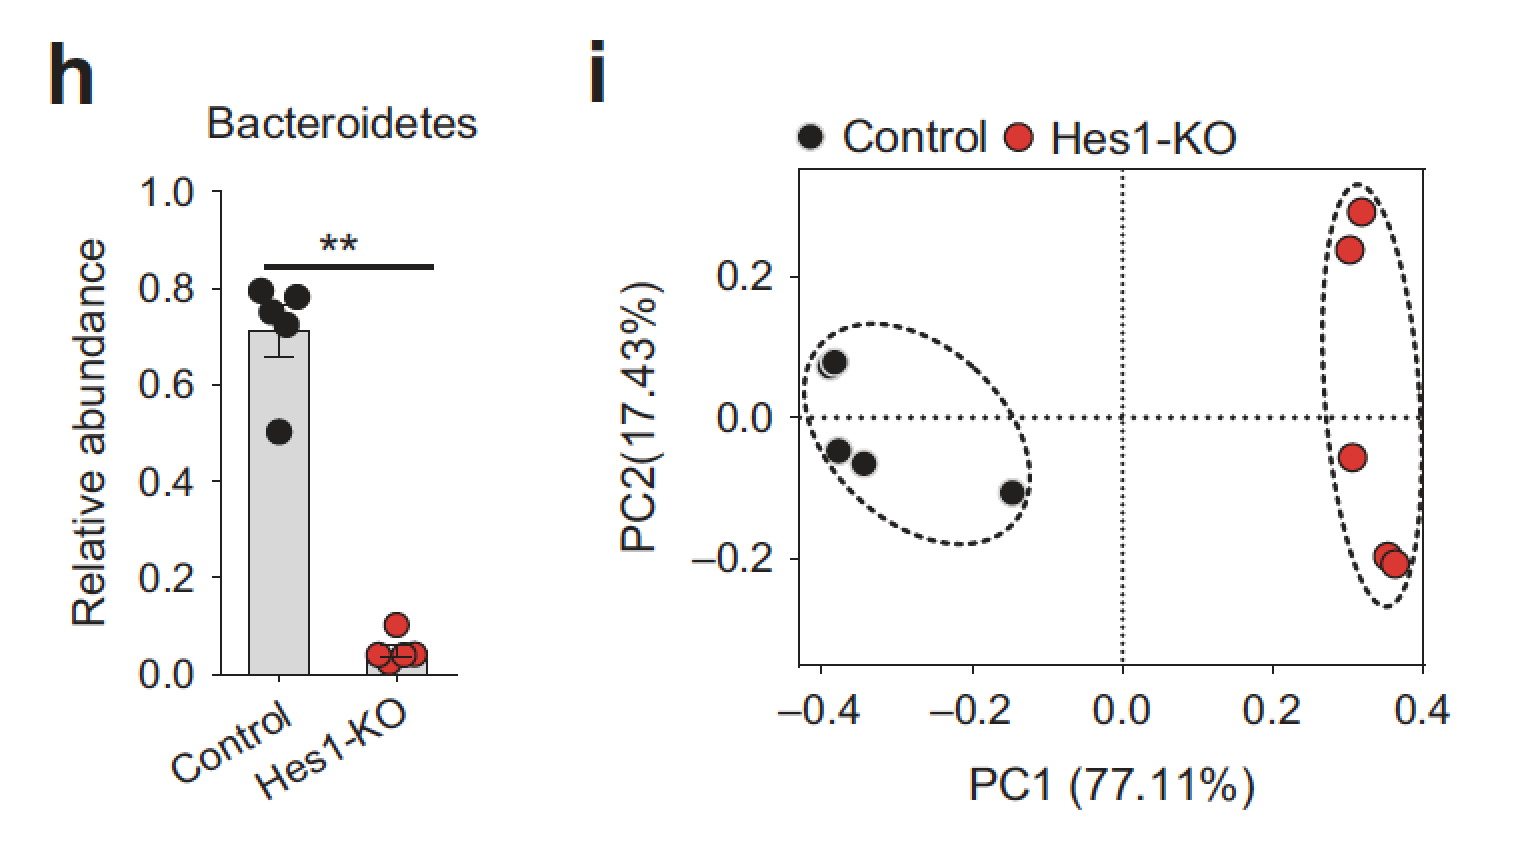 h
Bacteroidetes
Relative abundance
1.0
0.8
0.6
0.4
0.2
0.0
**
Control
Hes1-KO
i
Control Hes1-KO
PC2(17.43%)
0.2
0.0
–0.2
–0.4 –0.2 0.0 0.2 0.4
PC1 (77.11%)